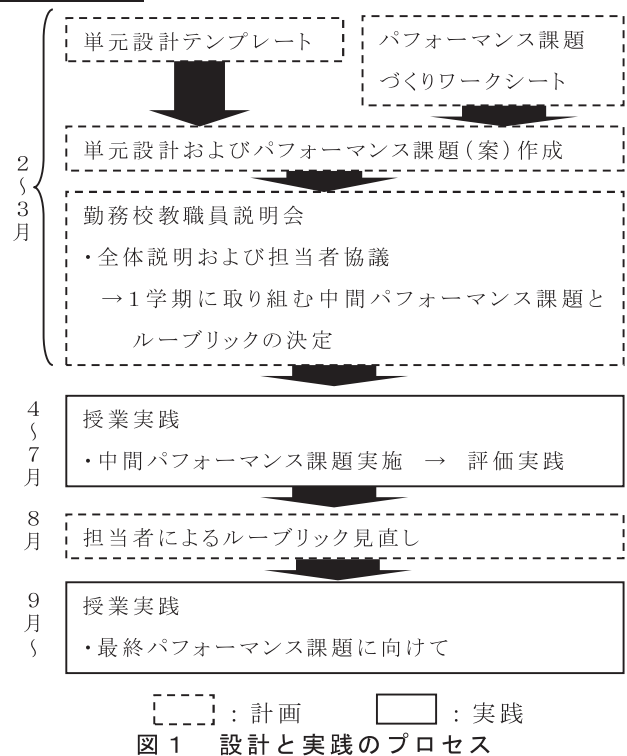 単元設計テンプレート
パフォーマンス課題
づくりワークシート
2～3月
単元設計およびパフォーマンス課題（案）作成
勤務校教職員説明会
・全体説明および担当者協議
→1学期に取り組む中間パフォーマンス課題と
ルーブリックの決定
4～7月
授業実践
・中間パフォーマンス課題実施 → 評価実践
8月
担当者によるルーブリック見直し
9月～
授業実践
・最終パフォーマンス課題に向けて
：計画 ：実践
図1 設計と実践のプロセス